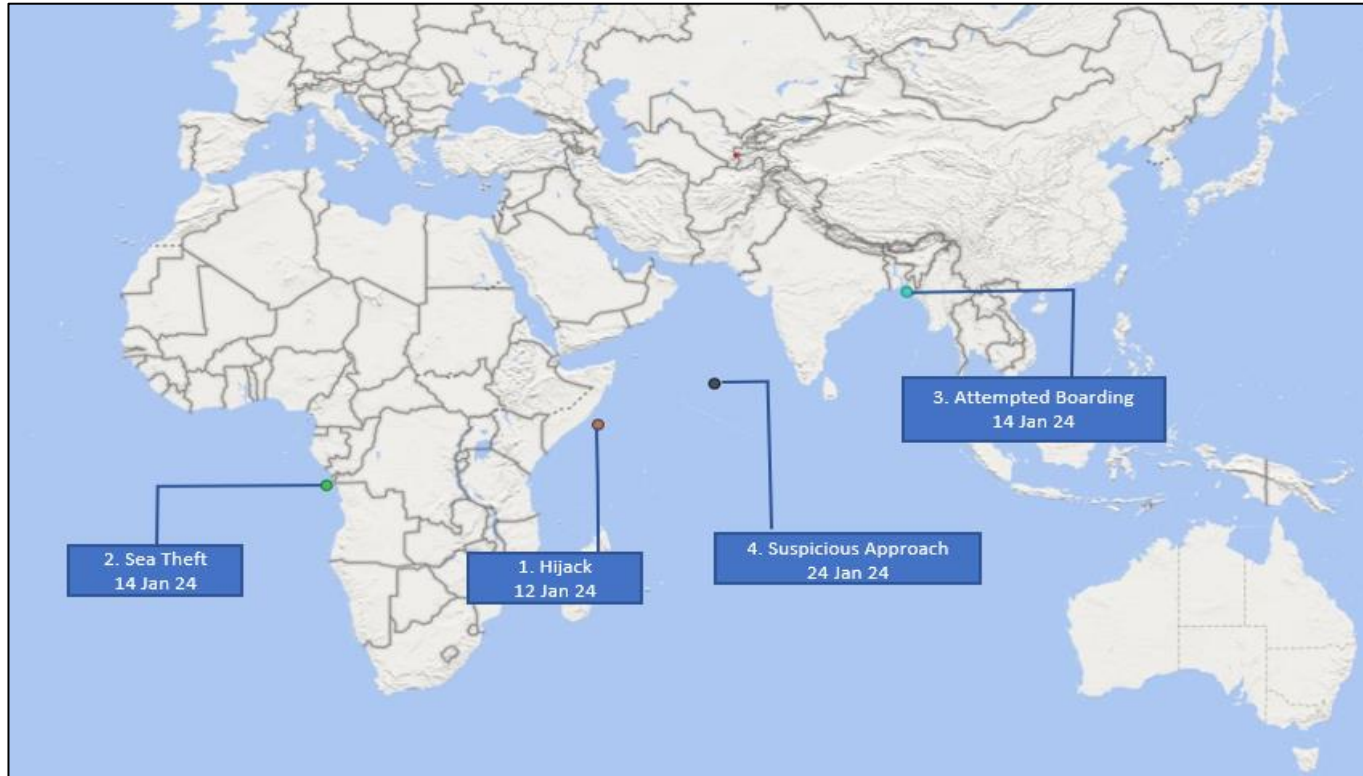 3. Attempted Boarding
14 Jan 24
2. Sea Theft
14 Jan 24
1. Hijack
12 Jan 24
4. Suspicious Approach
24 Jan 24